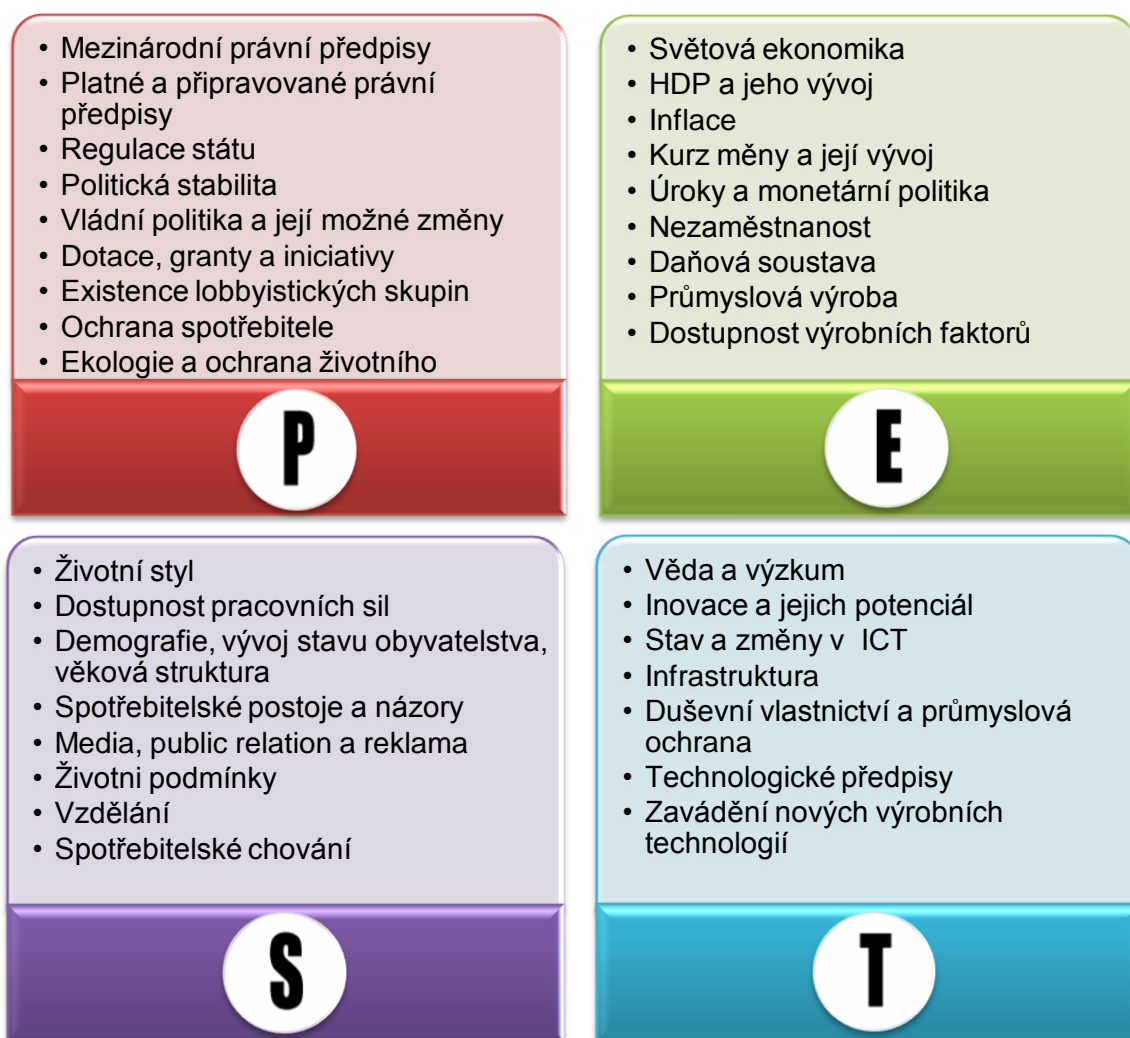 • Mezinárodní právní předpisy
• Platné a připravované právní
předpisy
• Regulace státu
• Politická stabilita
• Vládní politika a její možné změny
• Dotace, granty a iniciativy
• Existence lobbyistických skupin
• Ochrana spotřebitele
• Ekologie a ochrana životního
P
• Světová ekonomika
• HDP a jeho vývoj
• Inflace
• Kurz měny a její vývoj
• Úroky a monetární politika
• Nezaměstnanost
• Daňová soustava
• Průmyslová výroba
• Dostupnost výrobních faktorů
E
• Životní styl
• Dostupnost pracovních sil
• Demografie, vývoj stavu obyvatelstva,
věková struktura
• Spotřebitelské postoje a názory
• Media, public relation a reklama
• Životni podmínky
• Vzdělání
• Spotřebitelské chování
S
• Věda a výzkum
• Inovace a jejich potenciál
• Stav a změny v ICT
• Infrastruktura
• Duševní vlastnictví a průmyslová
ochrana
• Technologické předpisy
• Zavádění nových výrobních
technologií
T